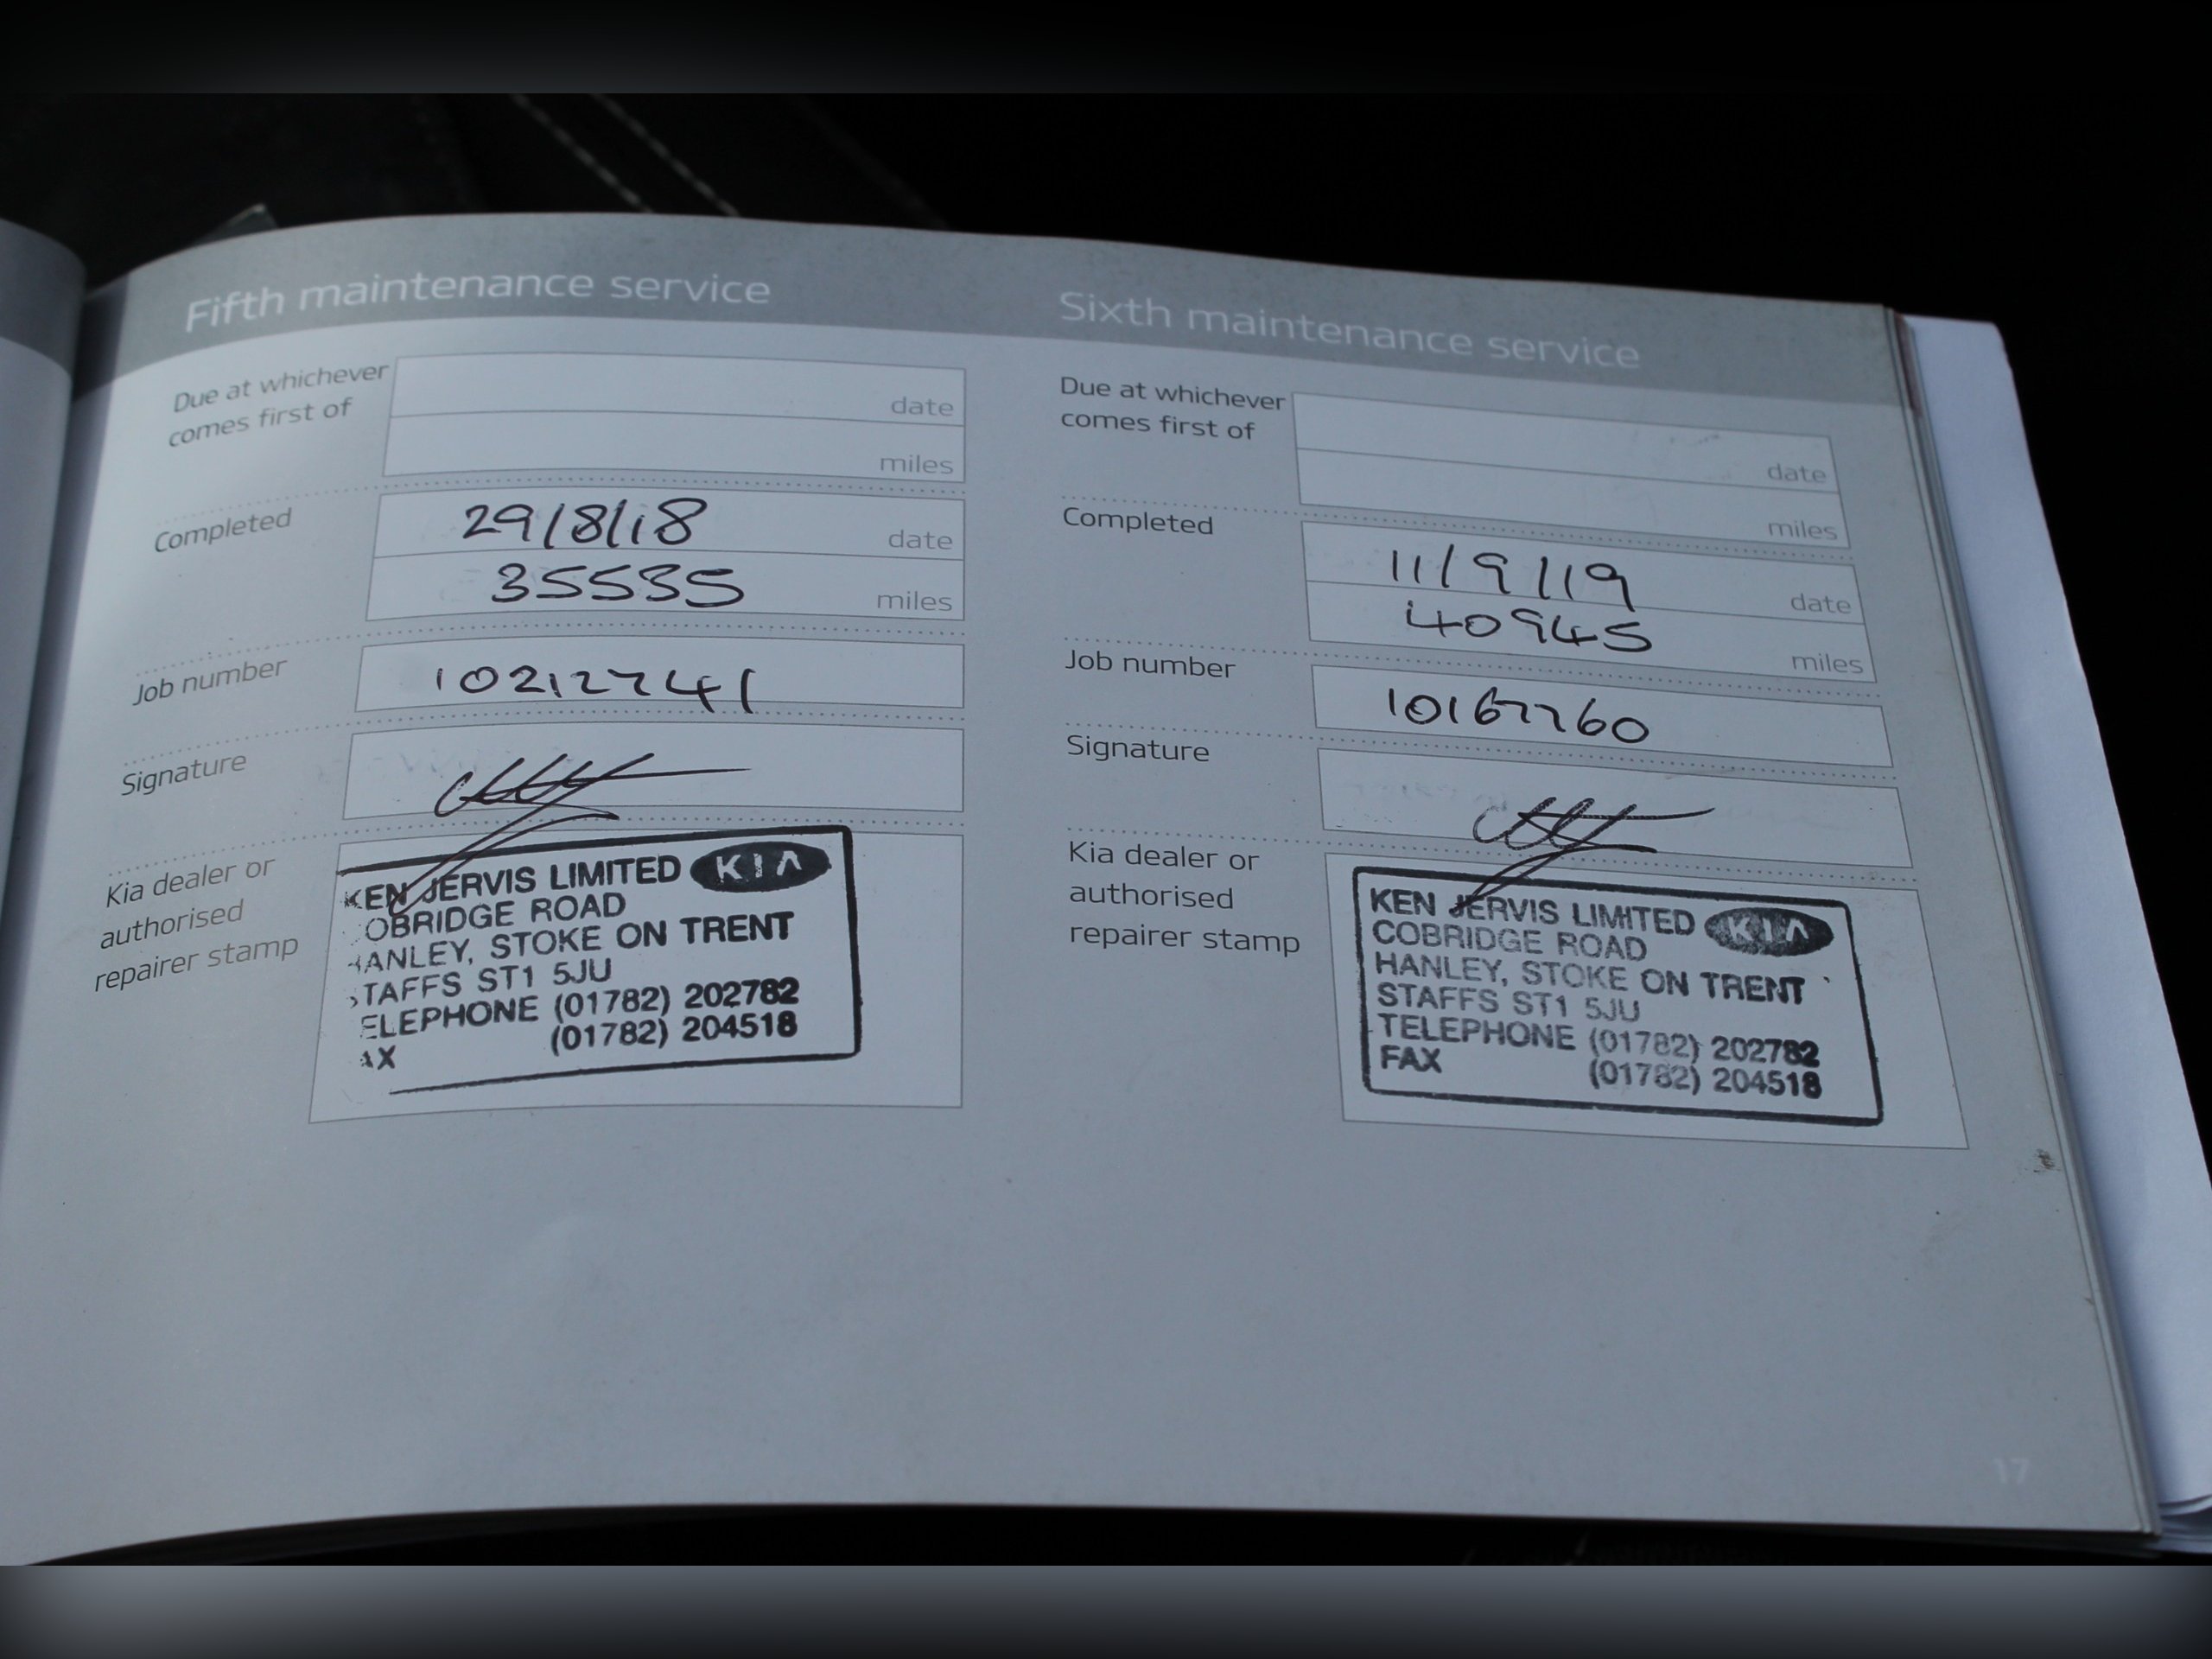 Fifth maintenance service
Due at whichever
comes first of
date
miles
Completed
29/8/18
date
35535
miles
Job number
10212741
Signature
Kia dealer or
authorised
repairer stamp
KEN JERVIS LIMITED KIA
OBRIDGE ROAD
HANLEY, STOKE ON TRENT
STAFFS ST1 5JU
ELEPHONE (01782) 202782
AX (01782) 204518
Sixth maintenance service
Due at whichever
comes first of
date
miles
Completed
11/9/19
date
40945
miles
Job number
10167760
Signature
Kia dealer or
authorised
repairer stamp
KEN JERVIS LIMITED KIA
COBRIDGE ROAD
HANLEY, STOKE ON TRENT
STAFFS ST1 5JU
TELEPHONE (01782) 202782
FAX (01782) 204518
17